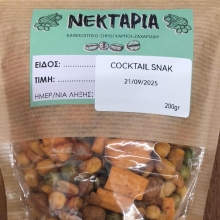 ΝΕΚΤΑΡΙΑ
ΚΑΦΕΚΟΠΤΕΙΟ ΞΗΡΟΙ ΚΑΡΠΟΙ ΖΑΧΑΡΩΔΗ
ΕΙΔΟΣ:
COCKTAIL SNAK
ΤΙΜΗ:
21/09/2025
ΗΜΕΡ/ΝΙΑ ΛΗΞΗΣ:
200gr